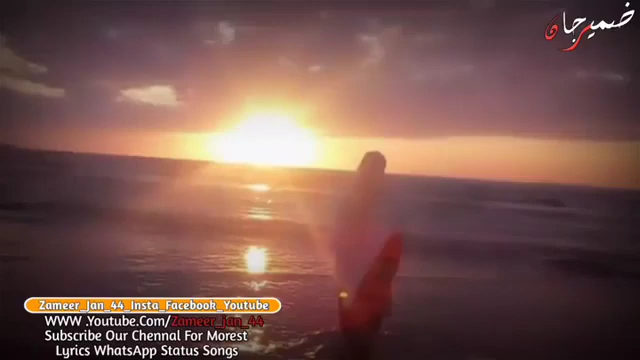 ضمیر جان
Zameer_Jan_44_Insta_Facebook_Youtube
WWW.Youtube.Com/Zameer_jan_44
Subscribe Our Chennal For Morest
Lyrics WhatsApp Status Songs